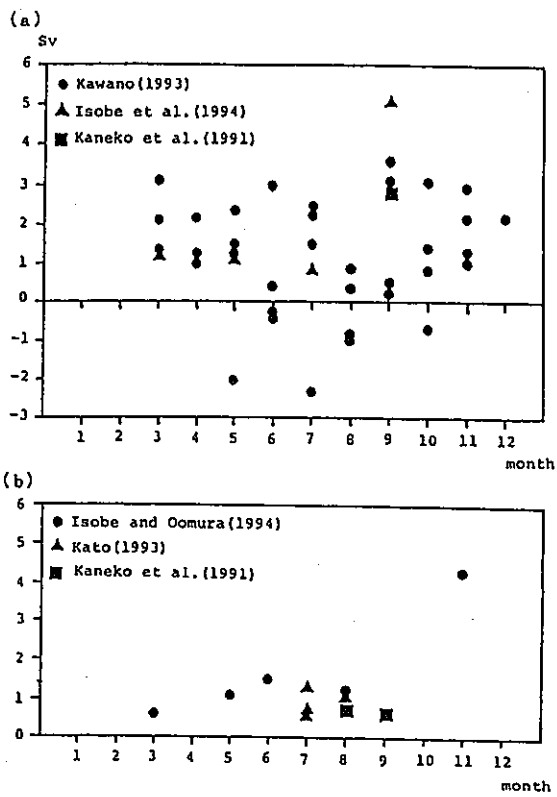 (a)
Sv
6
5
4
3
2
1
0
-1
-2
-3
Kawano(1993)
Isobe et al.(1994)
Kaneko et al.(1991)
1 2 3 4 5 6 7 8 9 10 11 12
month
(b)
6
5
4
3
2
1
0
Isobe and Oomura(1994)
Kato(1993)
Kaneko et al.(1991)
1 2 3 4 5 6 7 8 9 10 11 12
month